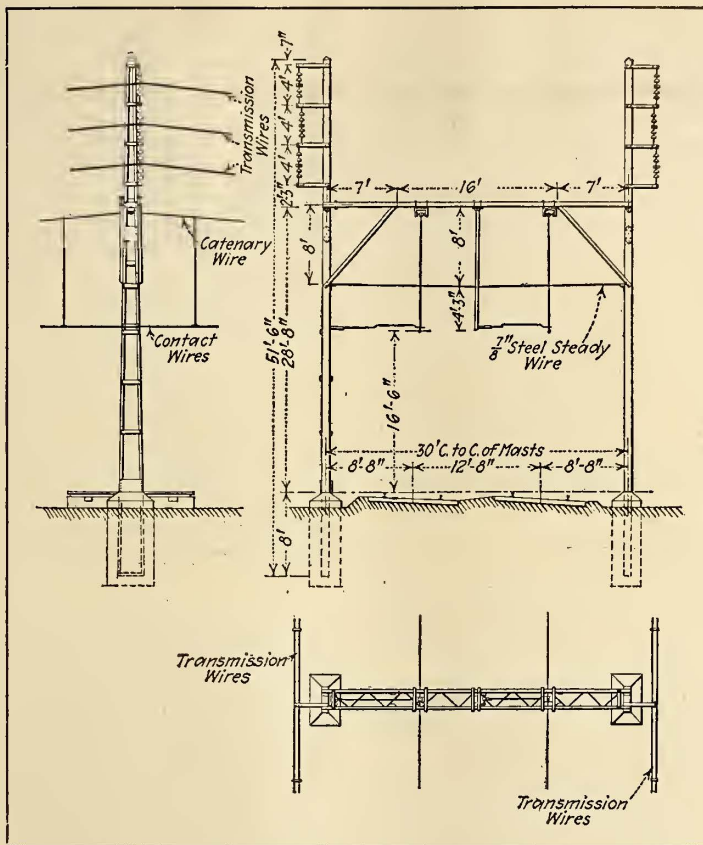 7"
4'
4'
4'
2'3"
Transmission
Wires
Catenary
Wire
Contact
Wires
7'
16'
7'
8'
8'
4'3"
7/8" Steel Steady
Wire
51'-6"
28'-8"
16'-6"
30' C. to C. of Masts
8'-8"
12'-8"
8'-8"
8'
Transmission
Wires
Transmission
Wires